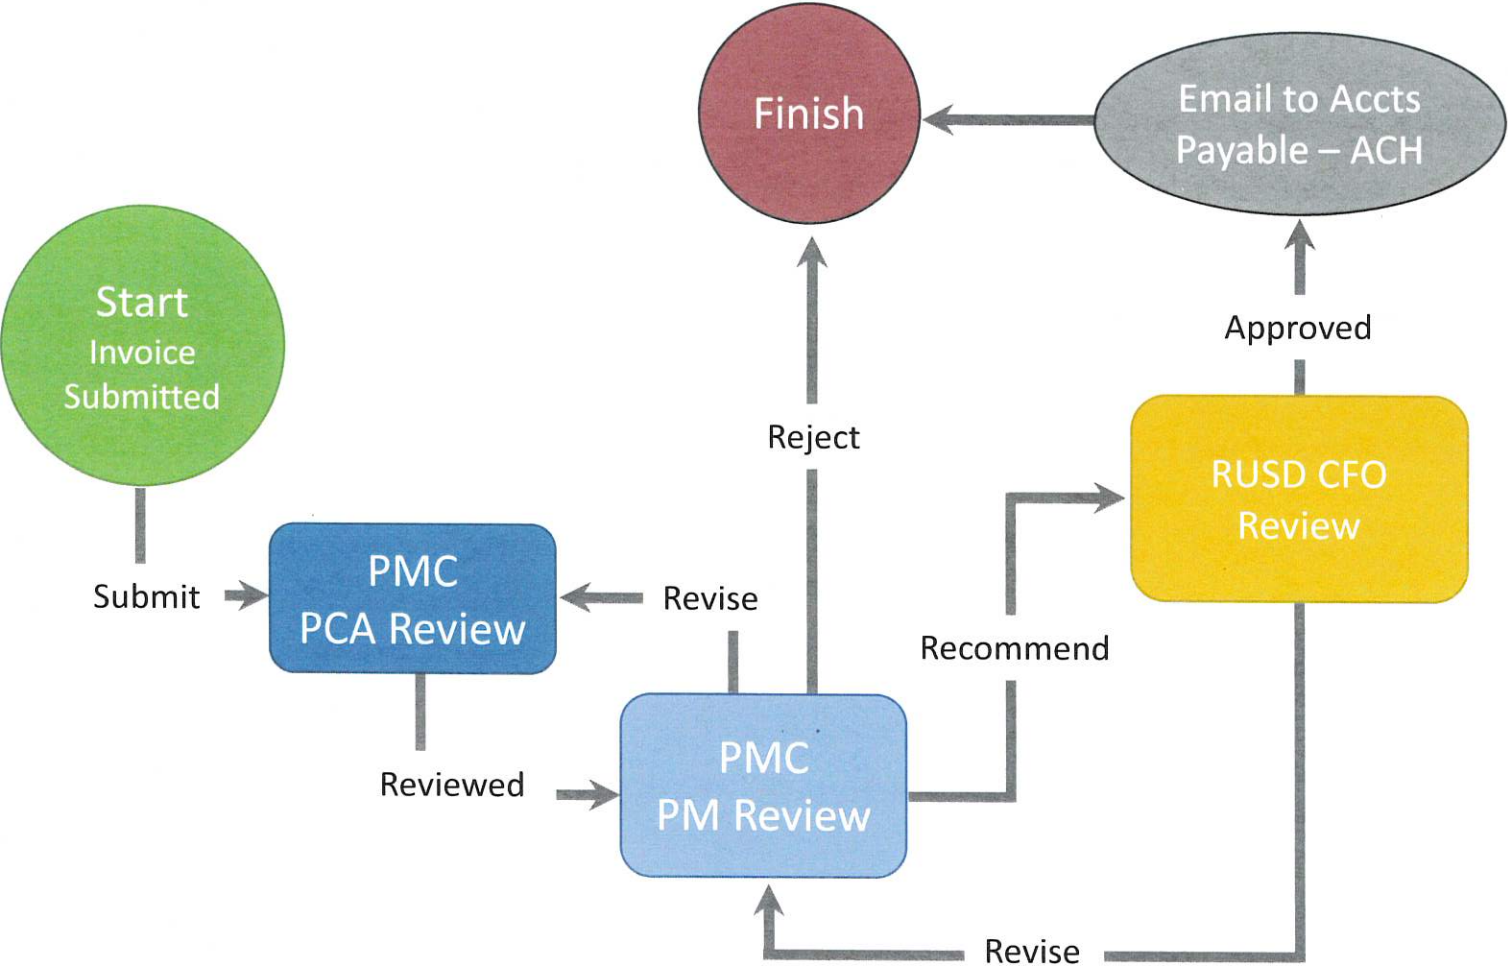 Finish
Email to Accts
Payable – ACH
Start
Invoice
Submitted
Approved
Reject
RUSD CFO
Review
PMC
PCA Review
Submit
Revise
Recommend
PMC
PM Review
Reviewed
Revise